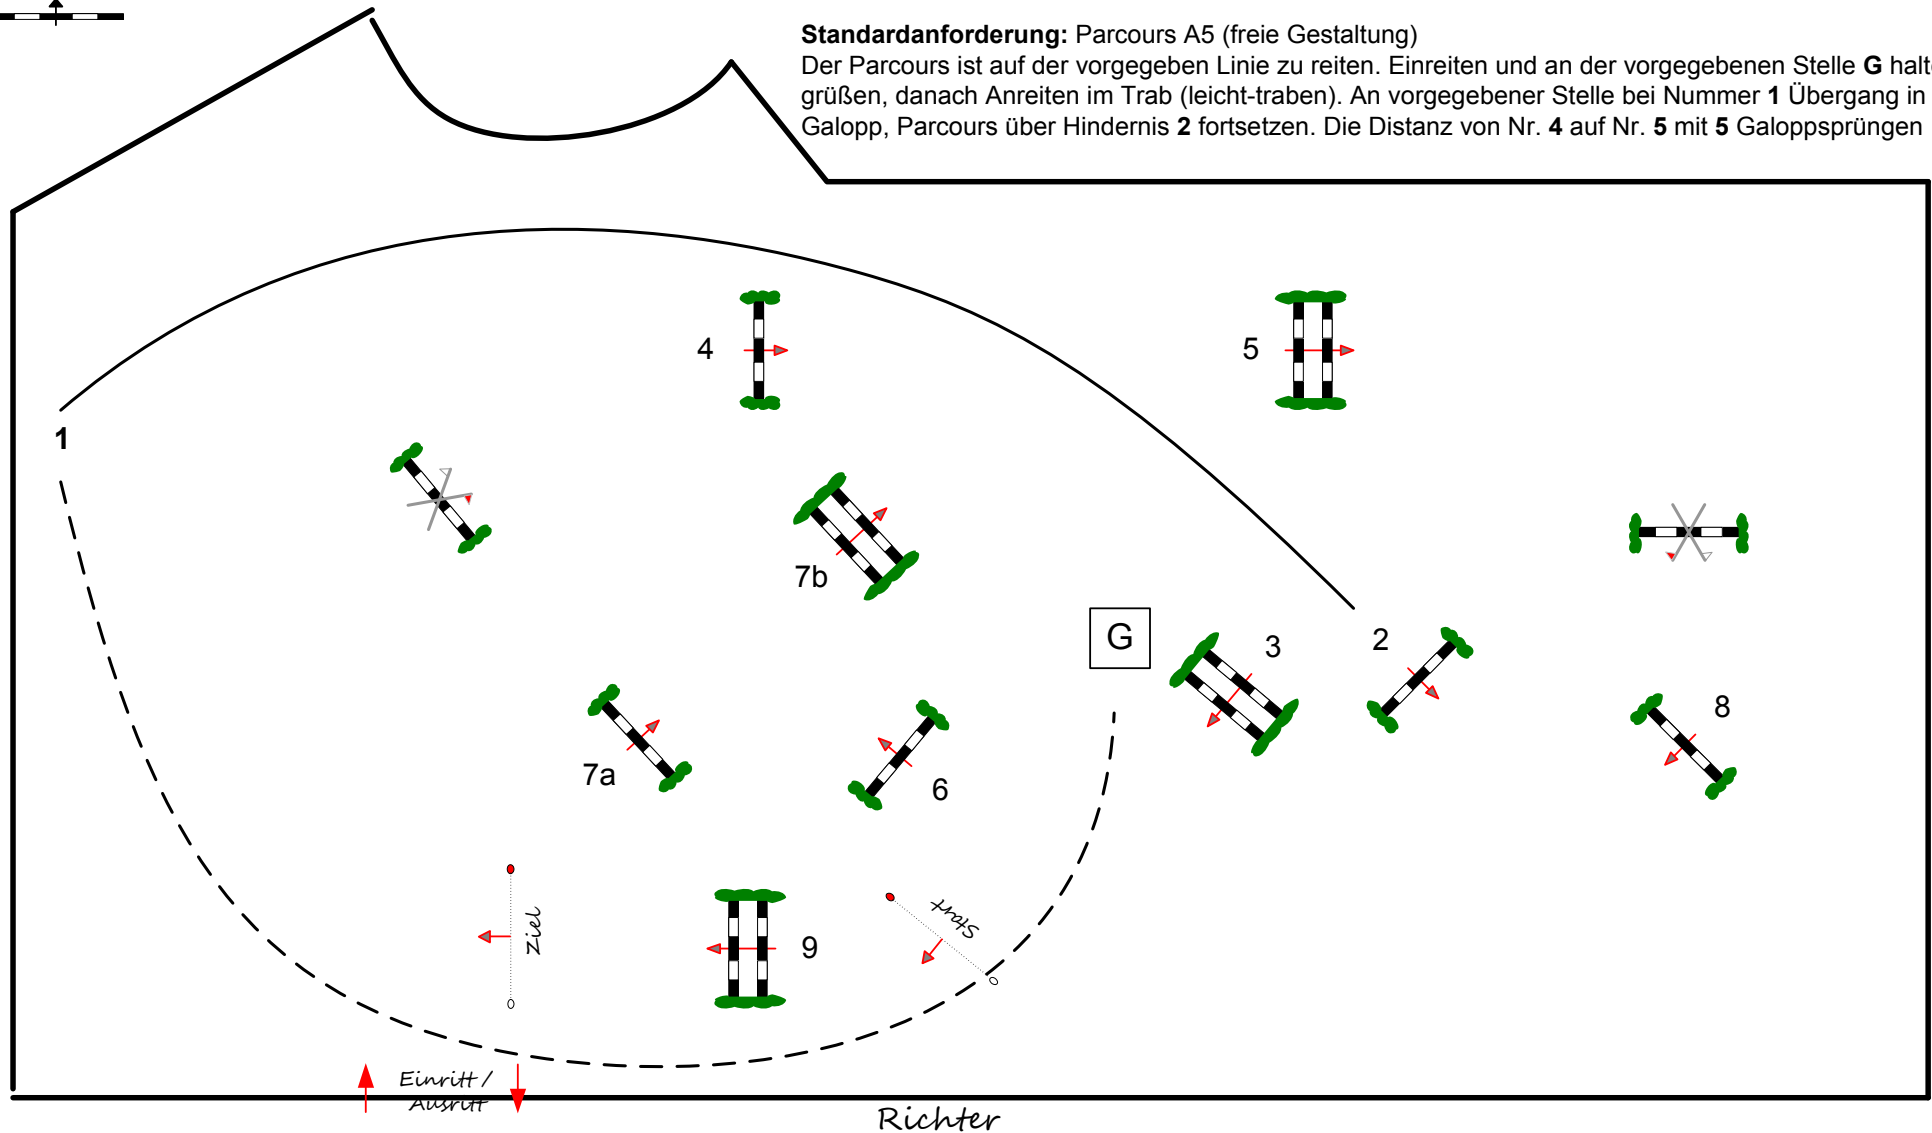 Standardanforderung: Parcours A5 (freie Gestaltung)
Der Parcours ist auf der vorgegeben Linie zu reiten. Einreiten und an der vorgegebenen Stelle G halt
grüßen, danach Anreiten im Trab (leicht-traben). An vorgegebener Stelle bei Nummer 1 Übergang in
Galopp, Parcours über Hindernis 2 fortsetzen. Die Distanz von Nr. 4 auf Nr. 5 mit 5 Galoppsprüngen
4
5
1
7b
G
3
2
8
7a
6
Ziel
Start
9
Einritt /
Ausritt
Richter